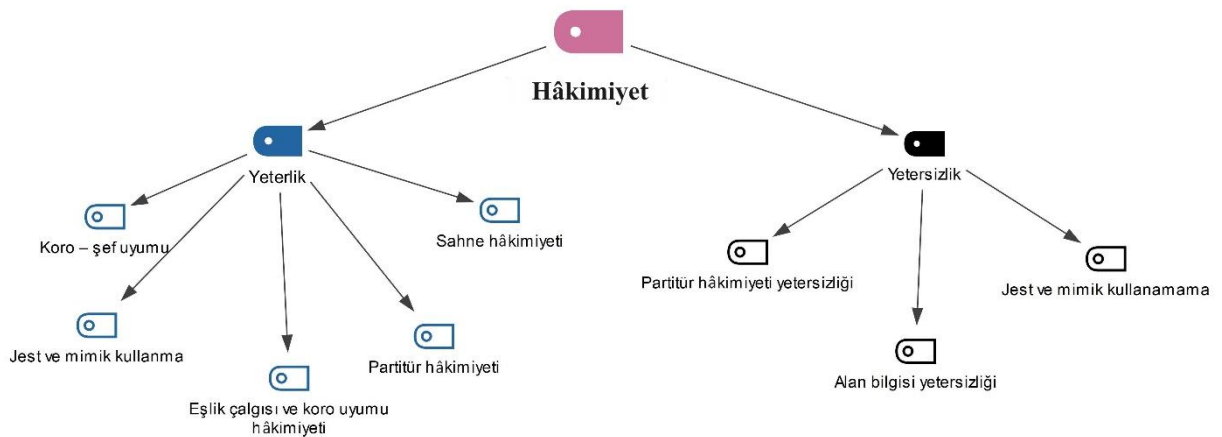 Hâkimiyet
Yeterlik
Yetersizlik
Koro – şef uyumu
Sahne hâkimiyeti
Partitür hâkimiyeti yetersizliği
Jest ve mimik kullanamama
Jest ve mimik kullanma
Partitür hâkimiyeti
Alan bilgisi yetersizliği
Eşlik çalgısı ve koro uyumu
hâkimiyeti